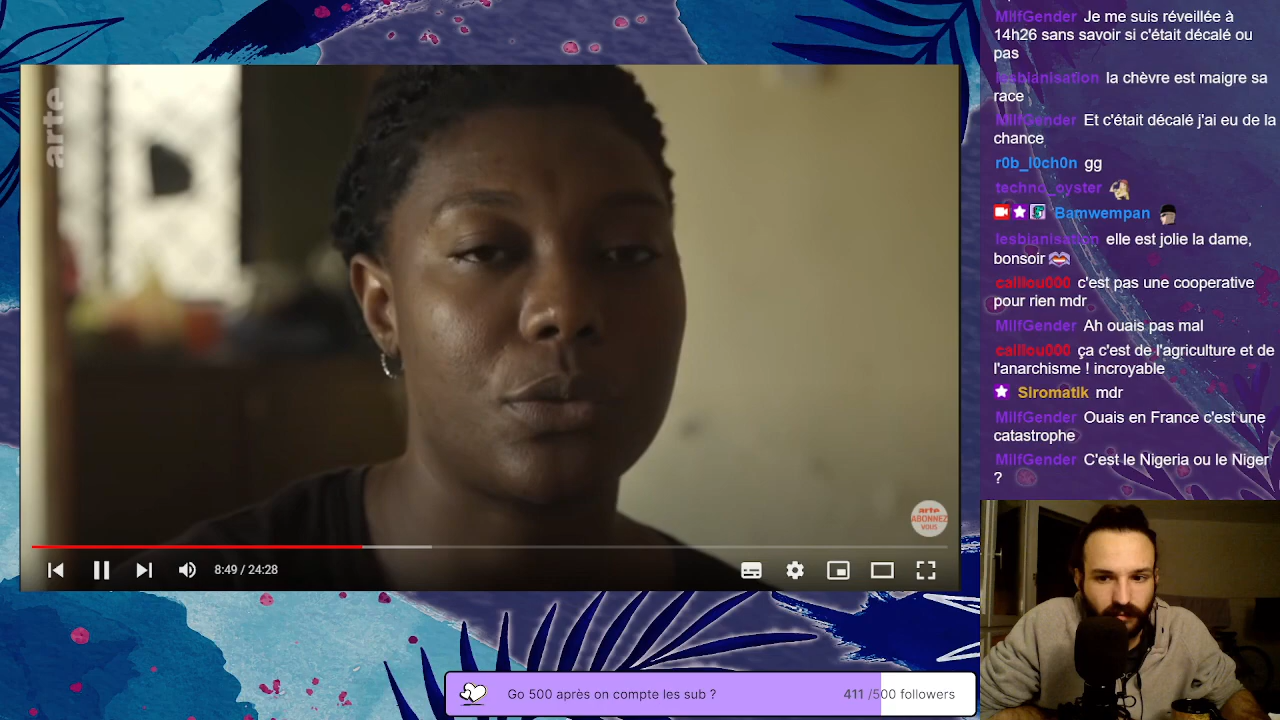 MilfGender Je me suis réveillée à
14h26 sans savoir si c'était décalé ou
pas
lesbianisation la chèvre est maigre sa
race
MilfGender Et c'était décalé j'ai eu de la
chance
r0b_l0ch0n gg
techno_oyster
Bamwempan
lesbianisation elle est jolie la dame,
bonsoir
caillou000 c'est pas une cooperative
pour rien mdr
MilfGender Ah ouais pas mal
caillou000 ça c'est de l'agriculture et de
l'anarchisme ! incroyable
Siromatik mdr
MilfGender Ouais en France c'est une
catastrophe
MilfGender C'est le Nigeria ou le Niger
?
arte
arte
ABONNEZ
VOUS
8:49 / 24:28
Go 500 après on compte les sub ?
411 /500 followers